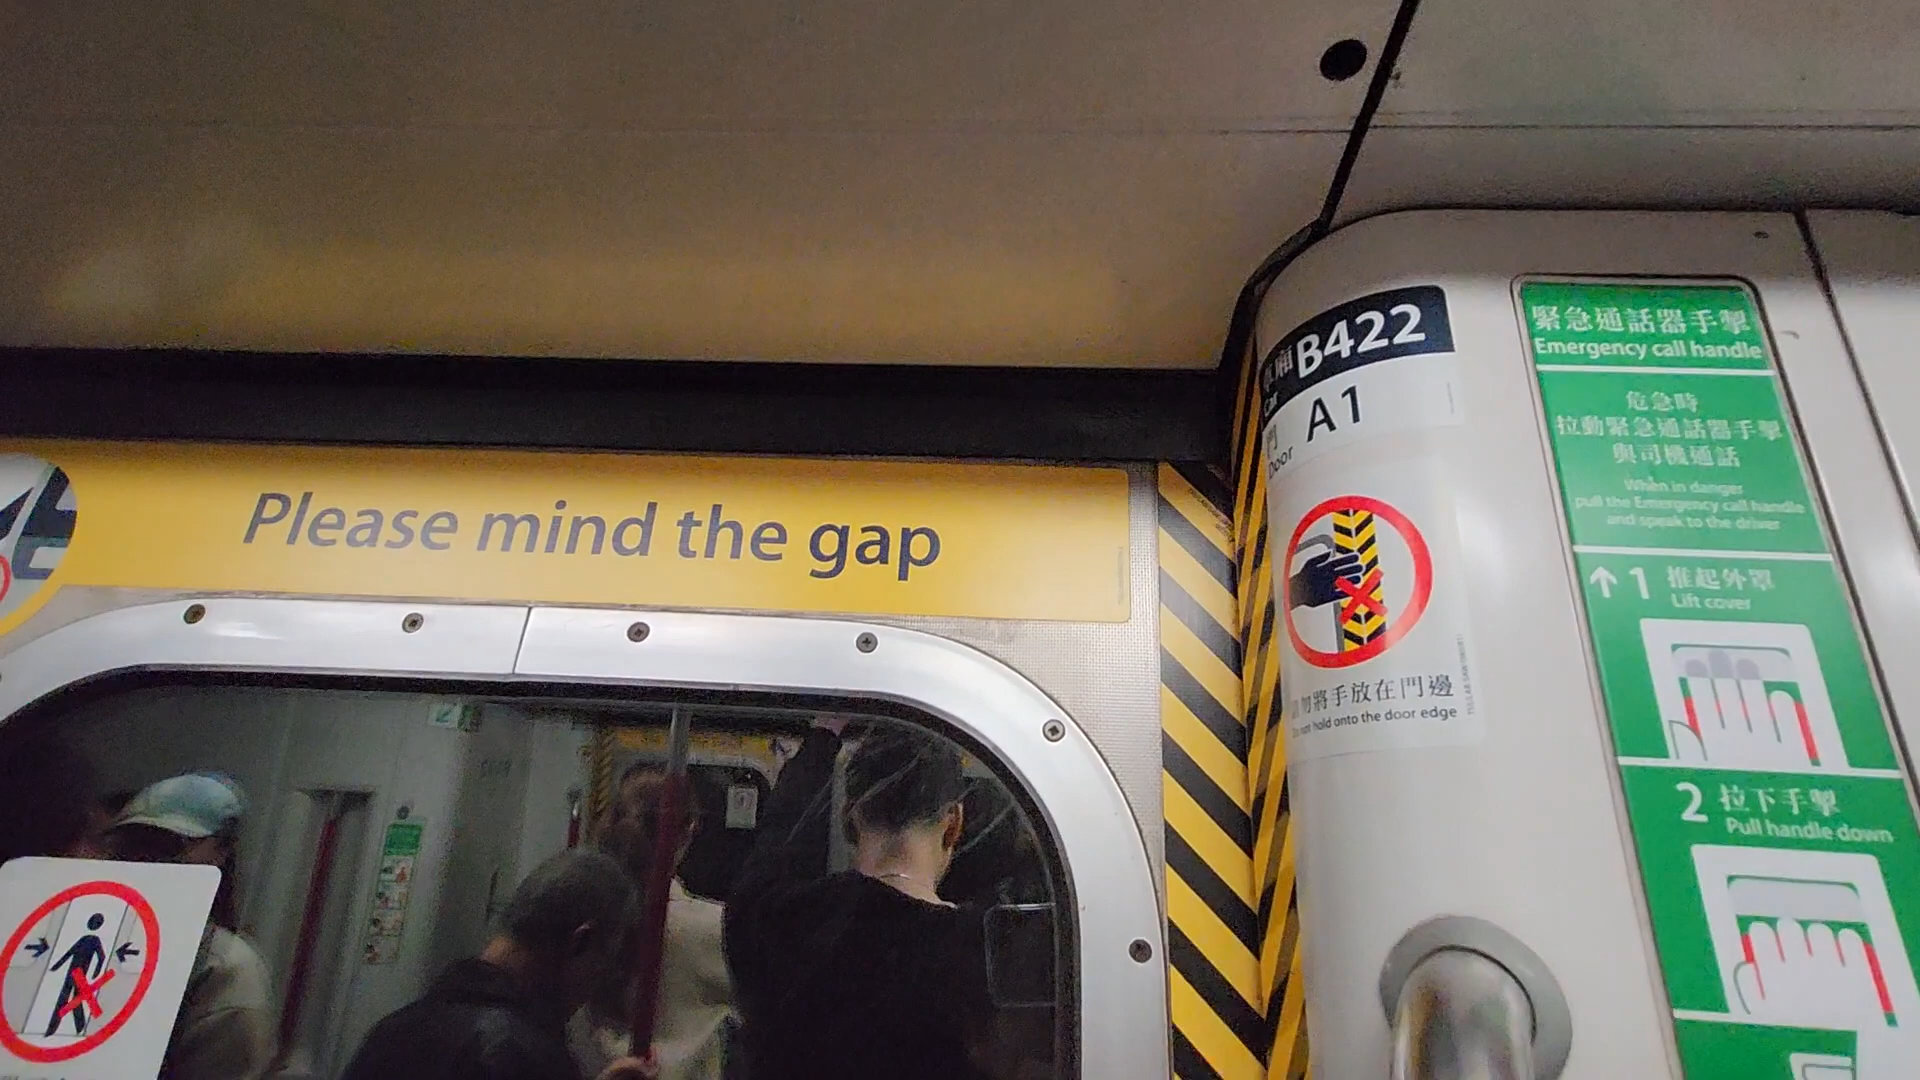 Please mind the gap
車廂 B422
Car
A1
門
Door
勿將手放在門邊
not hold onto the door edge
緊急通話器手掣
Emergency call handle
危急時
拉動緊急通話器手掣
與司機通話
When in danger
pull the Emergency call handle
and speak to the driver
↑ 1 推起外罩
Lift cover
2 拉下手掣
Pull handle down